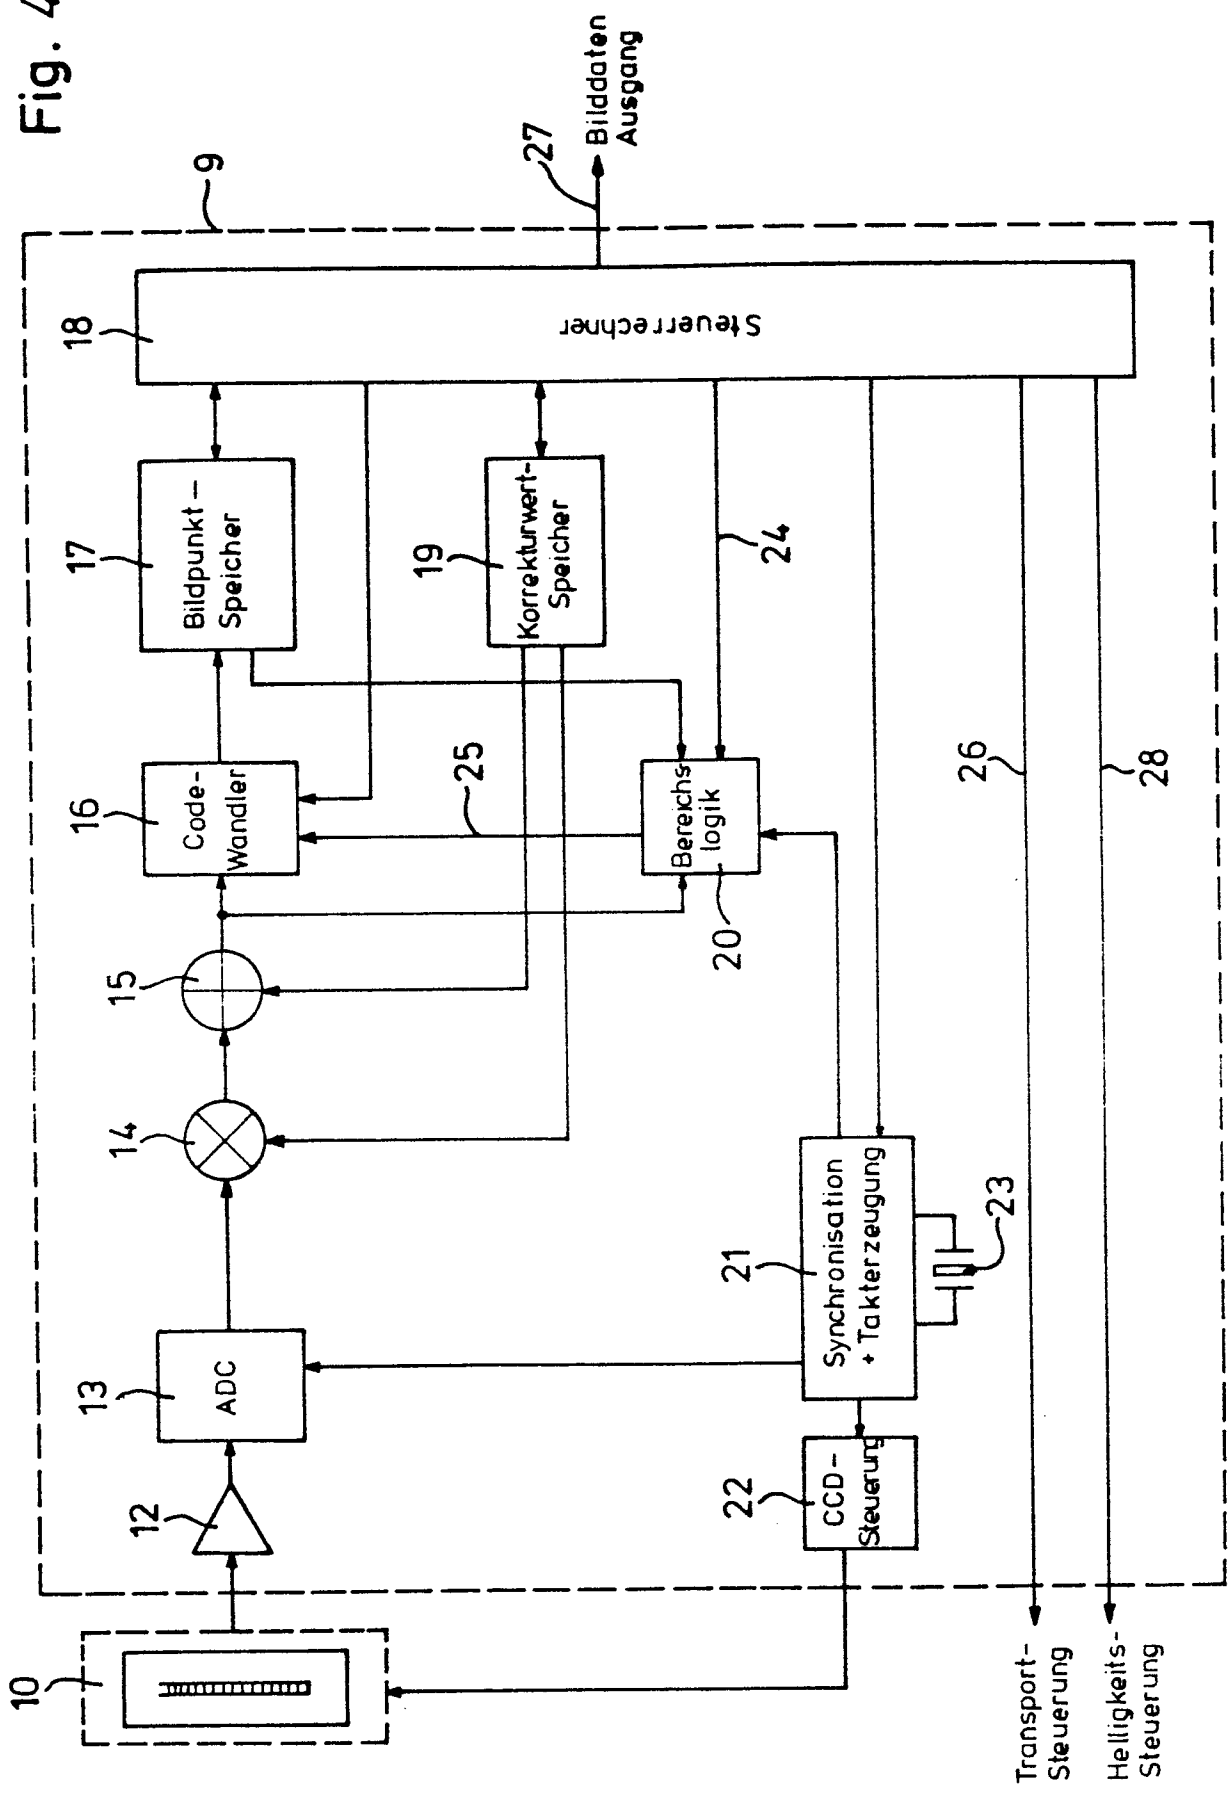 Fig. 4
9
27
Bilddaten
Ausgang
18
Steuerrechner
17
Bildpunkt-
Speicher
19
Korrekturwert-
Speicher
24
16
Code-
Wandler
25
Bereichs-
logik
20
26
28
15
14
13
ADC
12
21
Synchronisation
+ Takterzeugung
23
22
CCD-
Steuerung
10
Transport-
Steuerung
Helligkeits-
Steuerung